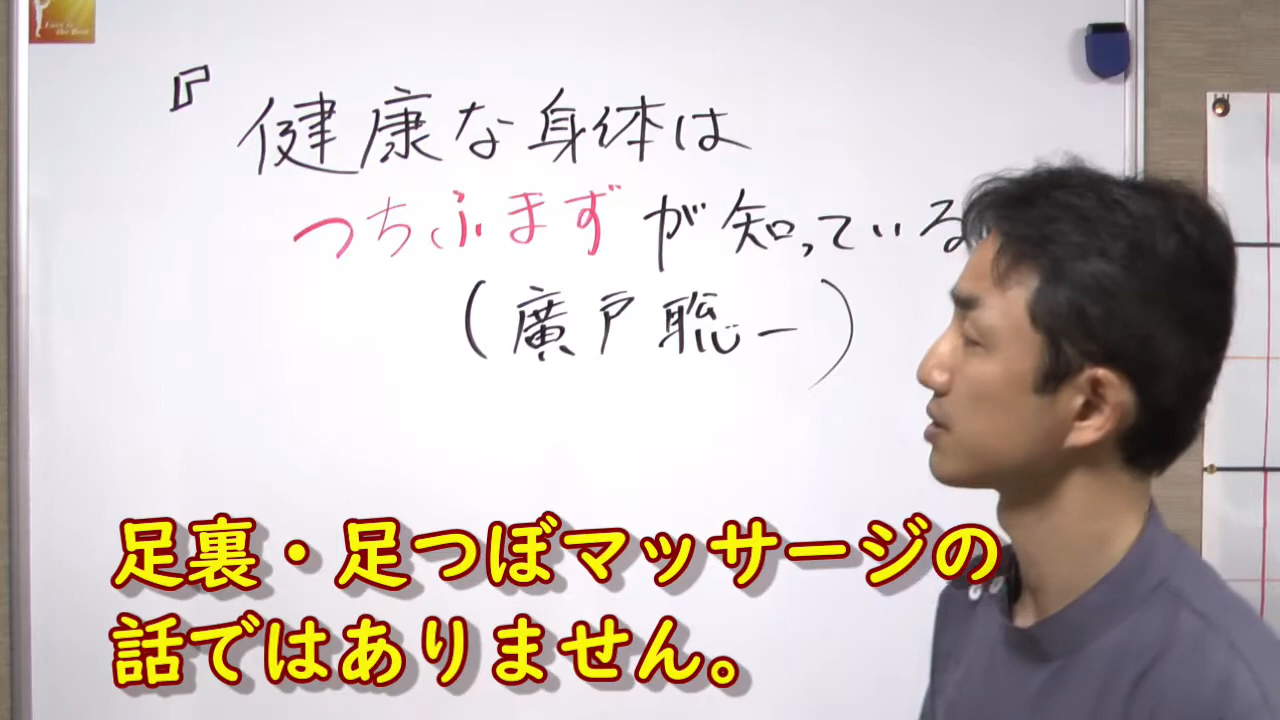 『健康な身体は
つちふまずが知っている
(廣戸聡一)
足裏・足つぼマッサージの
話ではありません。